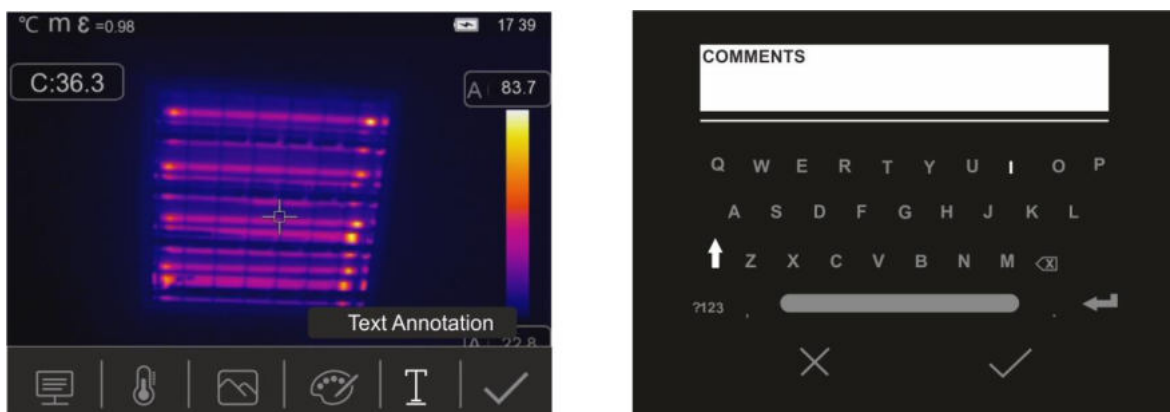 °C m ε =0.98 17 39
C:36.3
A 83.7
Text Annotation
A 22.8
COMMENTS
Q W E R T Y U I O P
A S D F G H J K L
Z X C V B N M
?123 , .